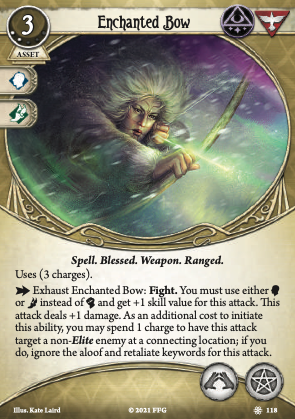 3
Enchanted Bow
ASSET
Spell. Blessed. Weapon. Ranged.
Uses (3 charges).
Exhaust Enchanted Bow: Fight. You must use either
or instead of and get +1 skill value for this attack. This
attack deals +1 damage. As an additional cost to initiate
this ability, you may spend 1 charge to have this attack
target a non-Elite enemy at a connecting location; if you
do, ignore the aloof and retaliate keywords for this attack.
Illus. Kate Laird © 2021 FFG 118